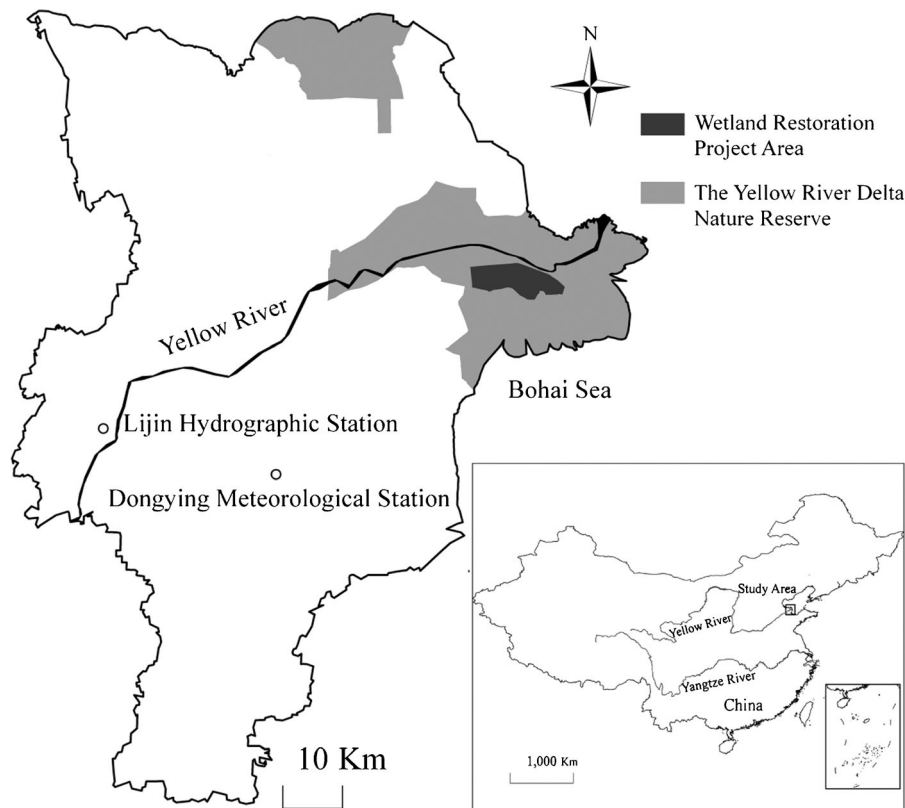 N
Wetland Restoration
Project Area
The Yellow River Delta
Nature Reserve
Yellow River
Bohai Sea
Lijin Hydrographic Station
Dongying Meteorological Station
10 Km
Study Area
Yellow River
Yangtze River
China
1,000 Km